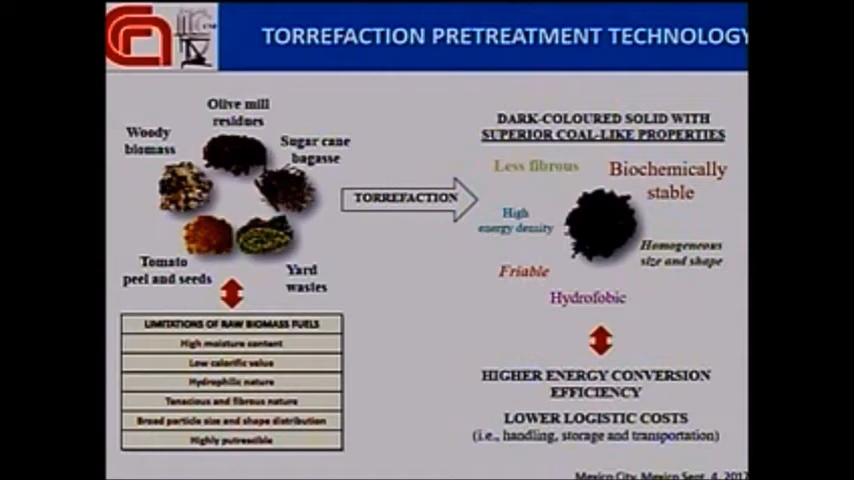 TORREFACTION PRETREATMENT TECHNOLOGY
Olive mill
residues
Woody
biomass
Sugar cane
bagasse
Tomato
peel and seeds
Yard
wastes
TORREFACTION
DARK-COLOURED SOLID WITH
SUPERIOR COAL-LIKE PROPERTIES
Less fibrous
Biochemically
stable
High
energy density
Homogeneous
size and shape
Friable
Hydrofobic
LIMITATIONS OF RAW BIOMASS FUELS
High moisture content
Low calorific value
Hydrophilic nature
Tenacious and fibrous nature
Broad particle size and shape distribution
Highly putrescible
HIGHER ENERGY CONVERSION
EFFICIENCY
LOWER LOGISTIC COSTS
(i.e., handling, storage and transportation)
Mexico City, Mexico Sept. 4, 2017